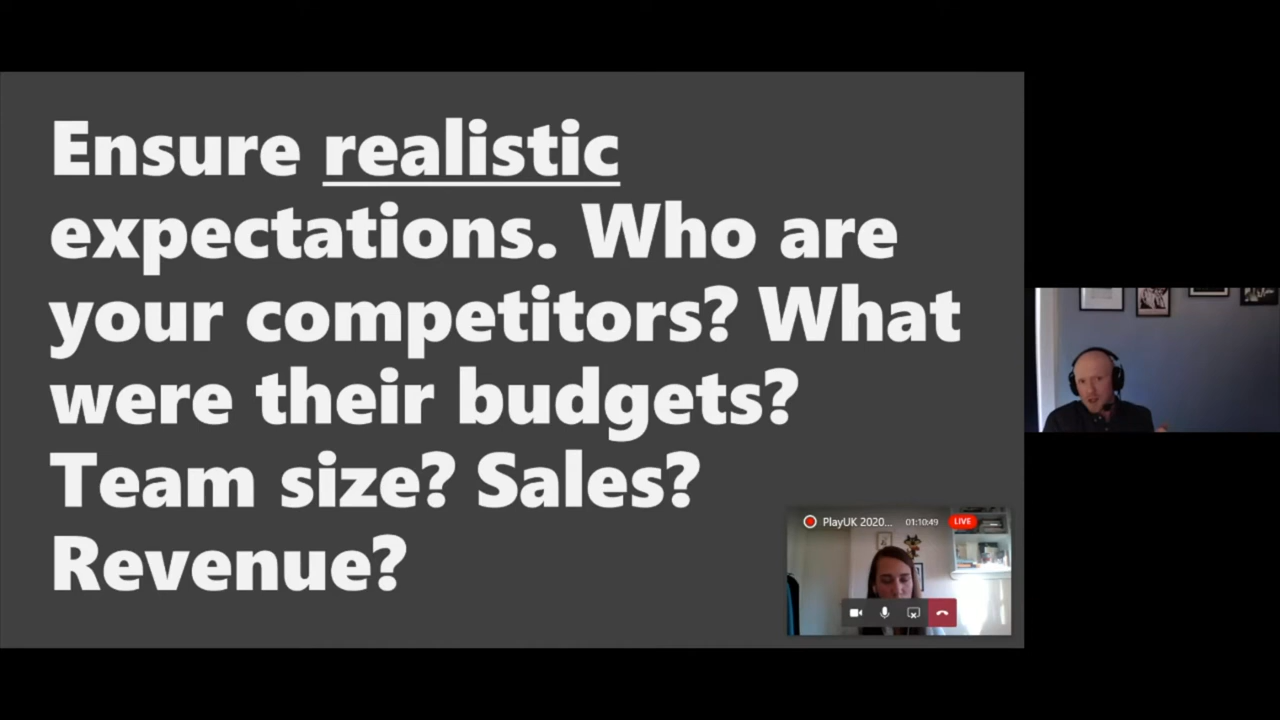 Ensure realistic
expectations. Who are
your competitors? What
were their budgets?
Team size? Sales?
Revenue?
PlayUK 2020... 01:10:49 LIVE